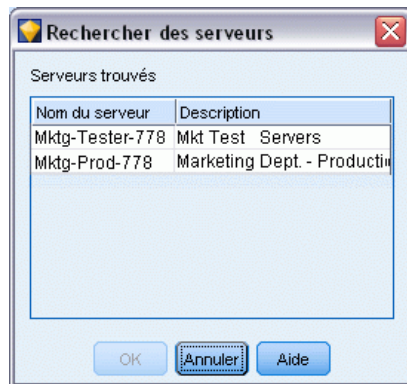 Rechercher des serveurs
Serveurs trouvés
Nom du serveur Description
Mktg-Tester-778 Mkt Test Servers
Mktg-Prod-778 Marketing Dept. - Producti
OK Annuler Aide